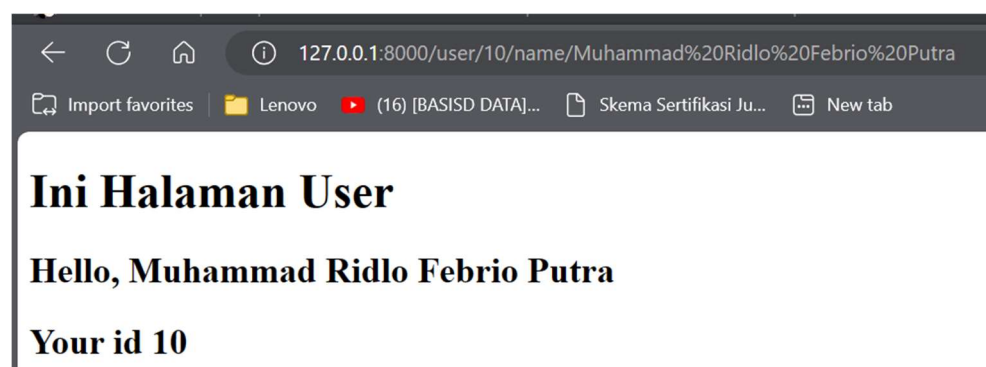 127.0.0.1:8000/user/10/name/Muhammad%20Ridlo%20Febrio%20Putra
Import favorites Lenovo (16) [BASISD DATA]... Skema Sertifikasi Ju... New tab
Ini Halaman User
Hello, Muhammad Ridlo Febrio Putra
Your id 10